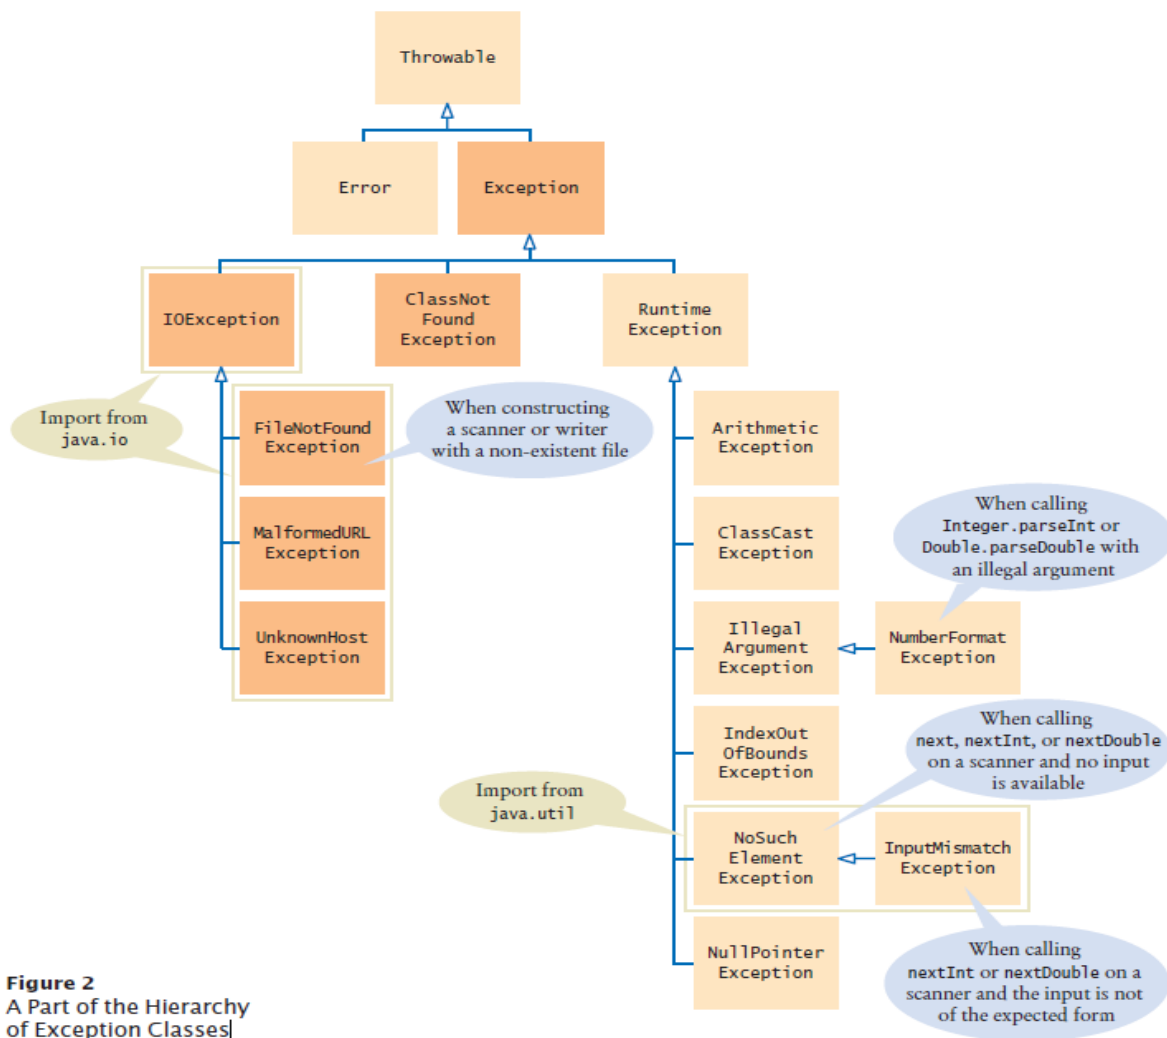 Throwable
Error
Exception
IOException
ClassNot
Found
Exception
Runtime
Exception
Import from
java.io
FileNotFound
Exception
When constructing
a scanner or writer
with a non-existent file
Arithmetic
Exception
MalformedURL
Exception
ClassCast
Exception
When calling
Integer.parseInt or
Double.parseDouble with
an illegal argument
UnknownHost
Exception
Illegal
Argument
Exception
NumberFormat
Exception
IndexOut
OfBounds
Exception
When calling
next, nextInt, or nextDouble
on a scanner and no input
is available
Import from
java.util
NoSuch
Element
Exception
InputMismatch
Exception
NullPointer
Exception
When calling
nextInt or nextDouble on a
scanner and the input is not
of the expected form
Figure 2
A Part of the Hierarchy
of Exception Classes